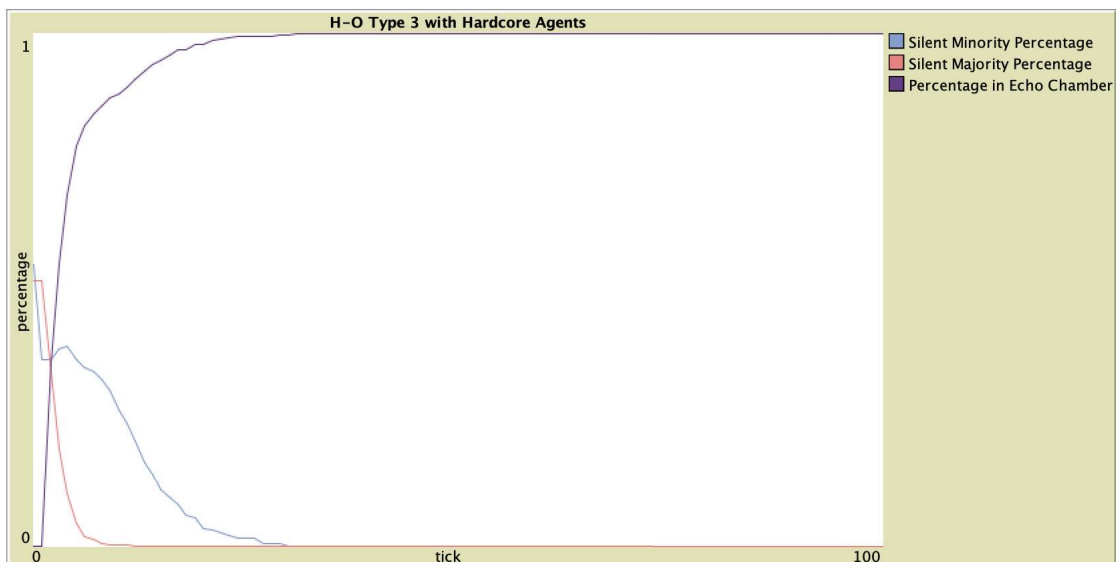 H-O Type 3 with Hardcore Agents
1
percentage
0
0
tick
100
Silent Minority Percentage
Silent Majority Percentage
Percentage in Echo Chamber